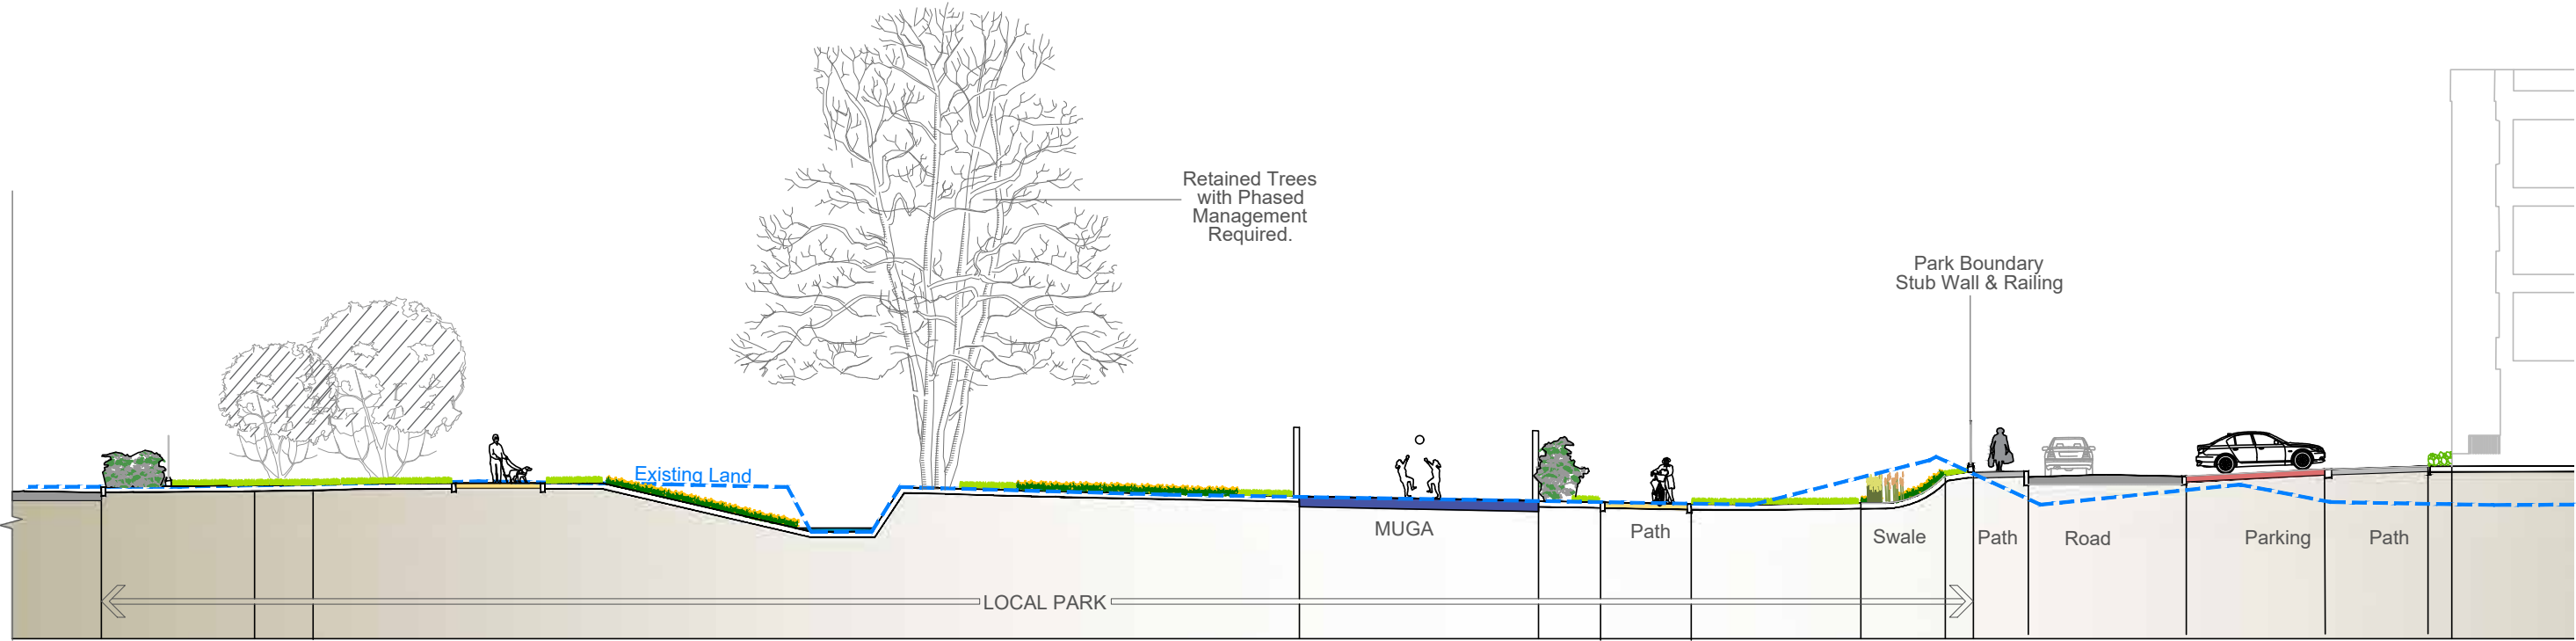 Retained Trees
with Phased
Management
Required.
Park Boundary
Stub Wall & Railing
Existing Land
MUGA
Path
Swale
Path
Road
Parking
Path
LOCAL PARK